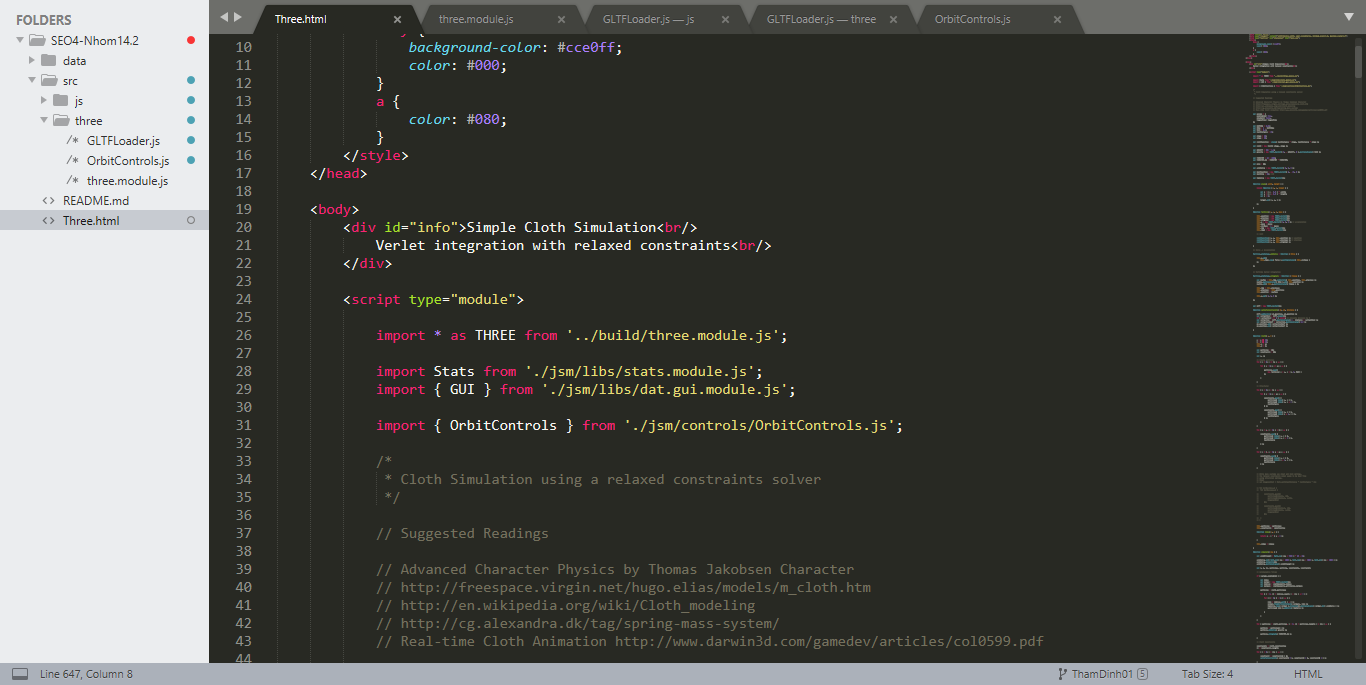 FOLDERS
SEO4-Nhom14.2
data
src
js
three
/* GLTFLoader.js
/* OrbitControls.js
/* three.module.js
<> README.md
<> Three.html
Three.html ×
three.module.js ×
GLTFLoader.js — js ×
GLTFLoader.js — three ×
OrbitControls.js ×
10 background-color: #cce0ff;
11 color: #000;
12 }
13 a {
14 color: #080;
15 }
16 </style>
17 </head>
18
19 <body>
20 <div id="info">Simple Cloth Simulation<br/>
21 Verlet integration with relaxed constraints<br/>
22 </div>
23
24 <script type="module">
25
26 import * as THREE from '../build/three.module.js';
27
28 import Stats from './jsm/libs/stats.module.js';
29 import { GUI } from './jsm/libs/dat.gui.module.js';
30
31 import { OrbitControls } from './jsm/controls/OrbitControls.js';
32
33 /*
34 * Cloth Simulation using a relaxed constraints solver
35 */
36
37 // Suggested Readings
38
39 // Advanced Character Physics by Thomas Jakobsen Character
40 // http://freespace.virgin.net/hugo.elias/models/m_cloth.htm
41 // http://en.wikipedia.org/wiki/Cloth_modeling
42 // http://cg.alexandra.dk/tag/spring-mass-system/
43 // Real-time Cloth Animation http://www.darwin3d.com/gamedev/articles/col0599.pdf
44
Line 647, Column 8
ThamDinh01 5
Tab Size: 4
HTML